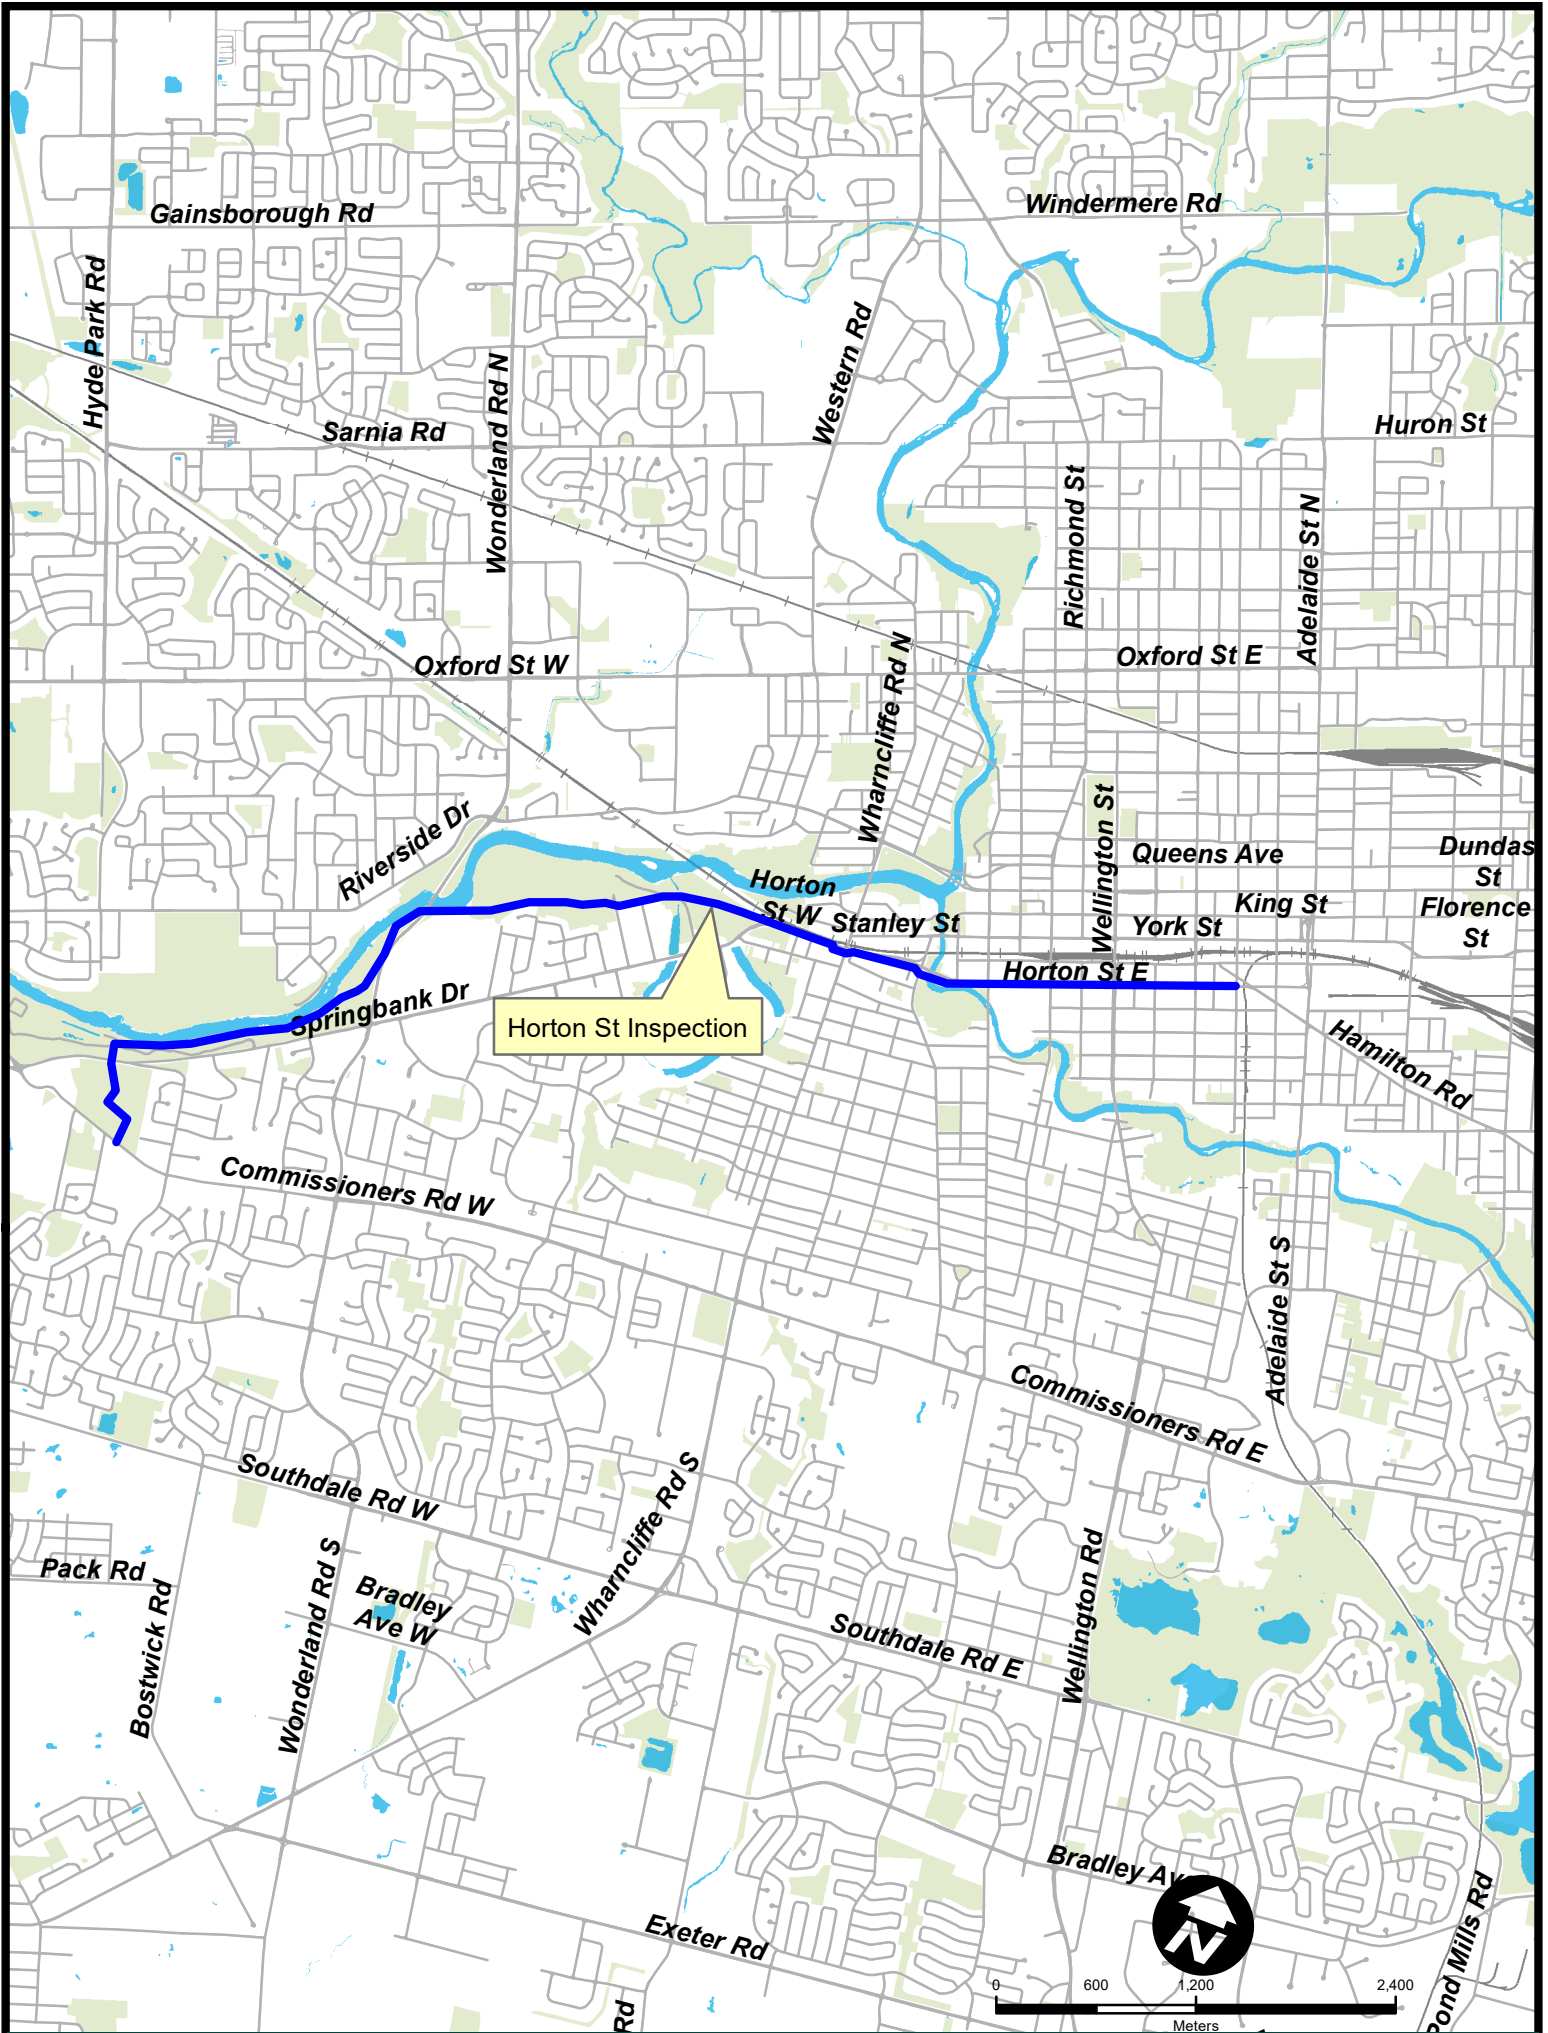 Gainsborough Rd
Windermere Rd
Hyde Park Rd
Wonderland Rd N
Western Rd
Sarnia Rd
Huron St
Richmond St
Adelaide St N
Oxford St W
Oxford St E
Wharncliffe Rd N
Riverside Dr
Wellington St
Queens Ave
Dundas
St
Horton
St W
Stanley St
King St
York St
Florence
St
Horton St E
Springbank Dr
Horton St Inspection
Hamilton Rd
Commissioners Rd W
Adelaide St S
Commissioners Rd E
Southdale Rd W
Wharncliffe Rd S
Pack Rd
Bostwick Rd
Wonderland Rd S
Bradley
Ave W
Southdale Rd E
Wellington Rd
Bradley Av
Exeter Rd
Pond Mills Rd
Rd
N
0 600 1,200 2,400
Meters